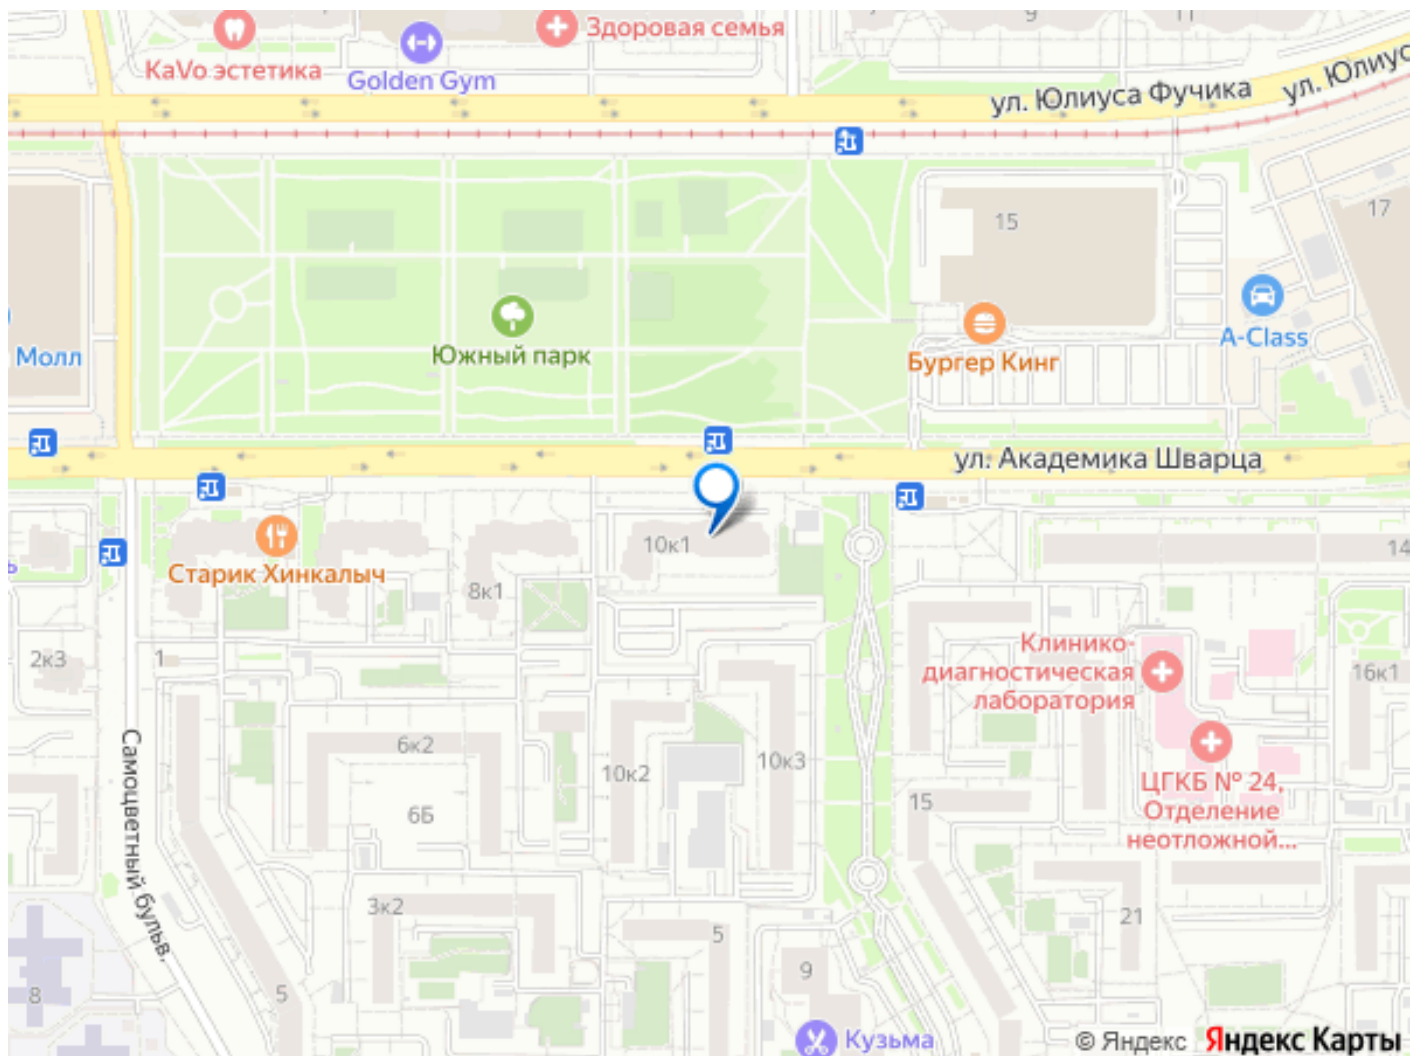 9
11
Здоровая семья
KaVo эстетика
Golden Gym
ул. Юлиуса Фучика
ул. Юлиус
15
17
Молл
Южный парк
Бургер Кинг
A-Class
ул. Академика Шварца
10к1
14
Старик Хинкалыч
8к1
ь
2к3
1
Клинико-
диагностическая
лаборатория
16к1
Самоцветный бульв.
6к2
10к2
10к3
6Б
15
ЦГКБ № 24,
Отделение
неотложной...
3к2
21
5
9
8
5
Кузьма
© Яндекс Яндекс Карты